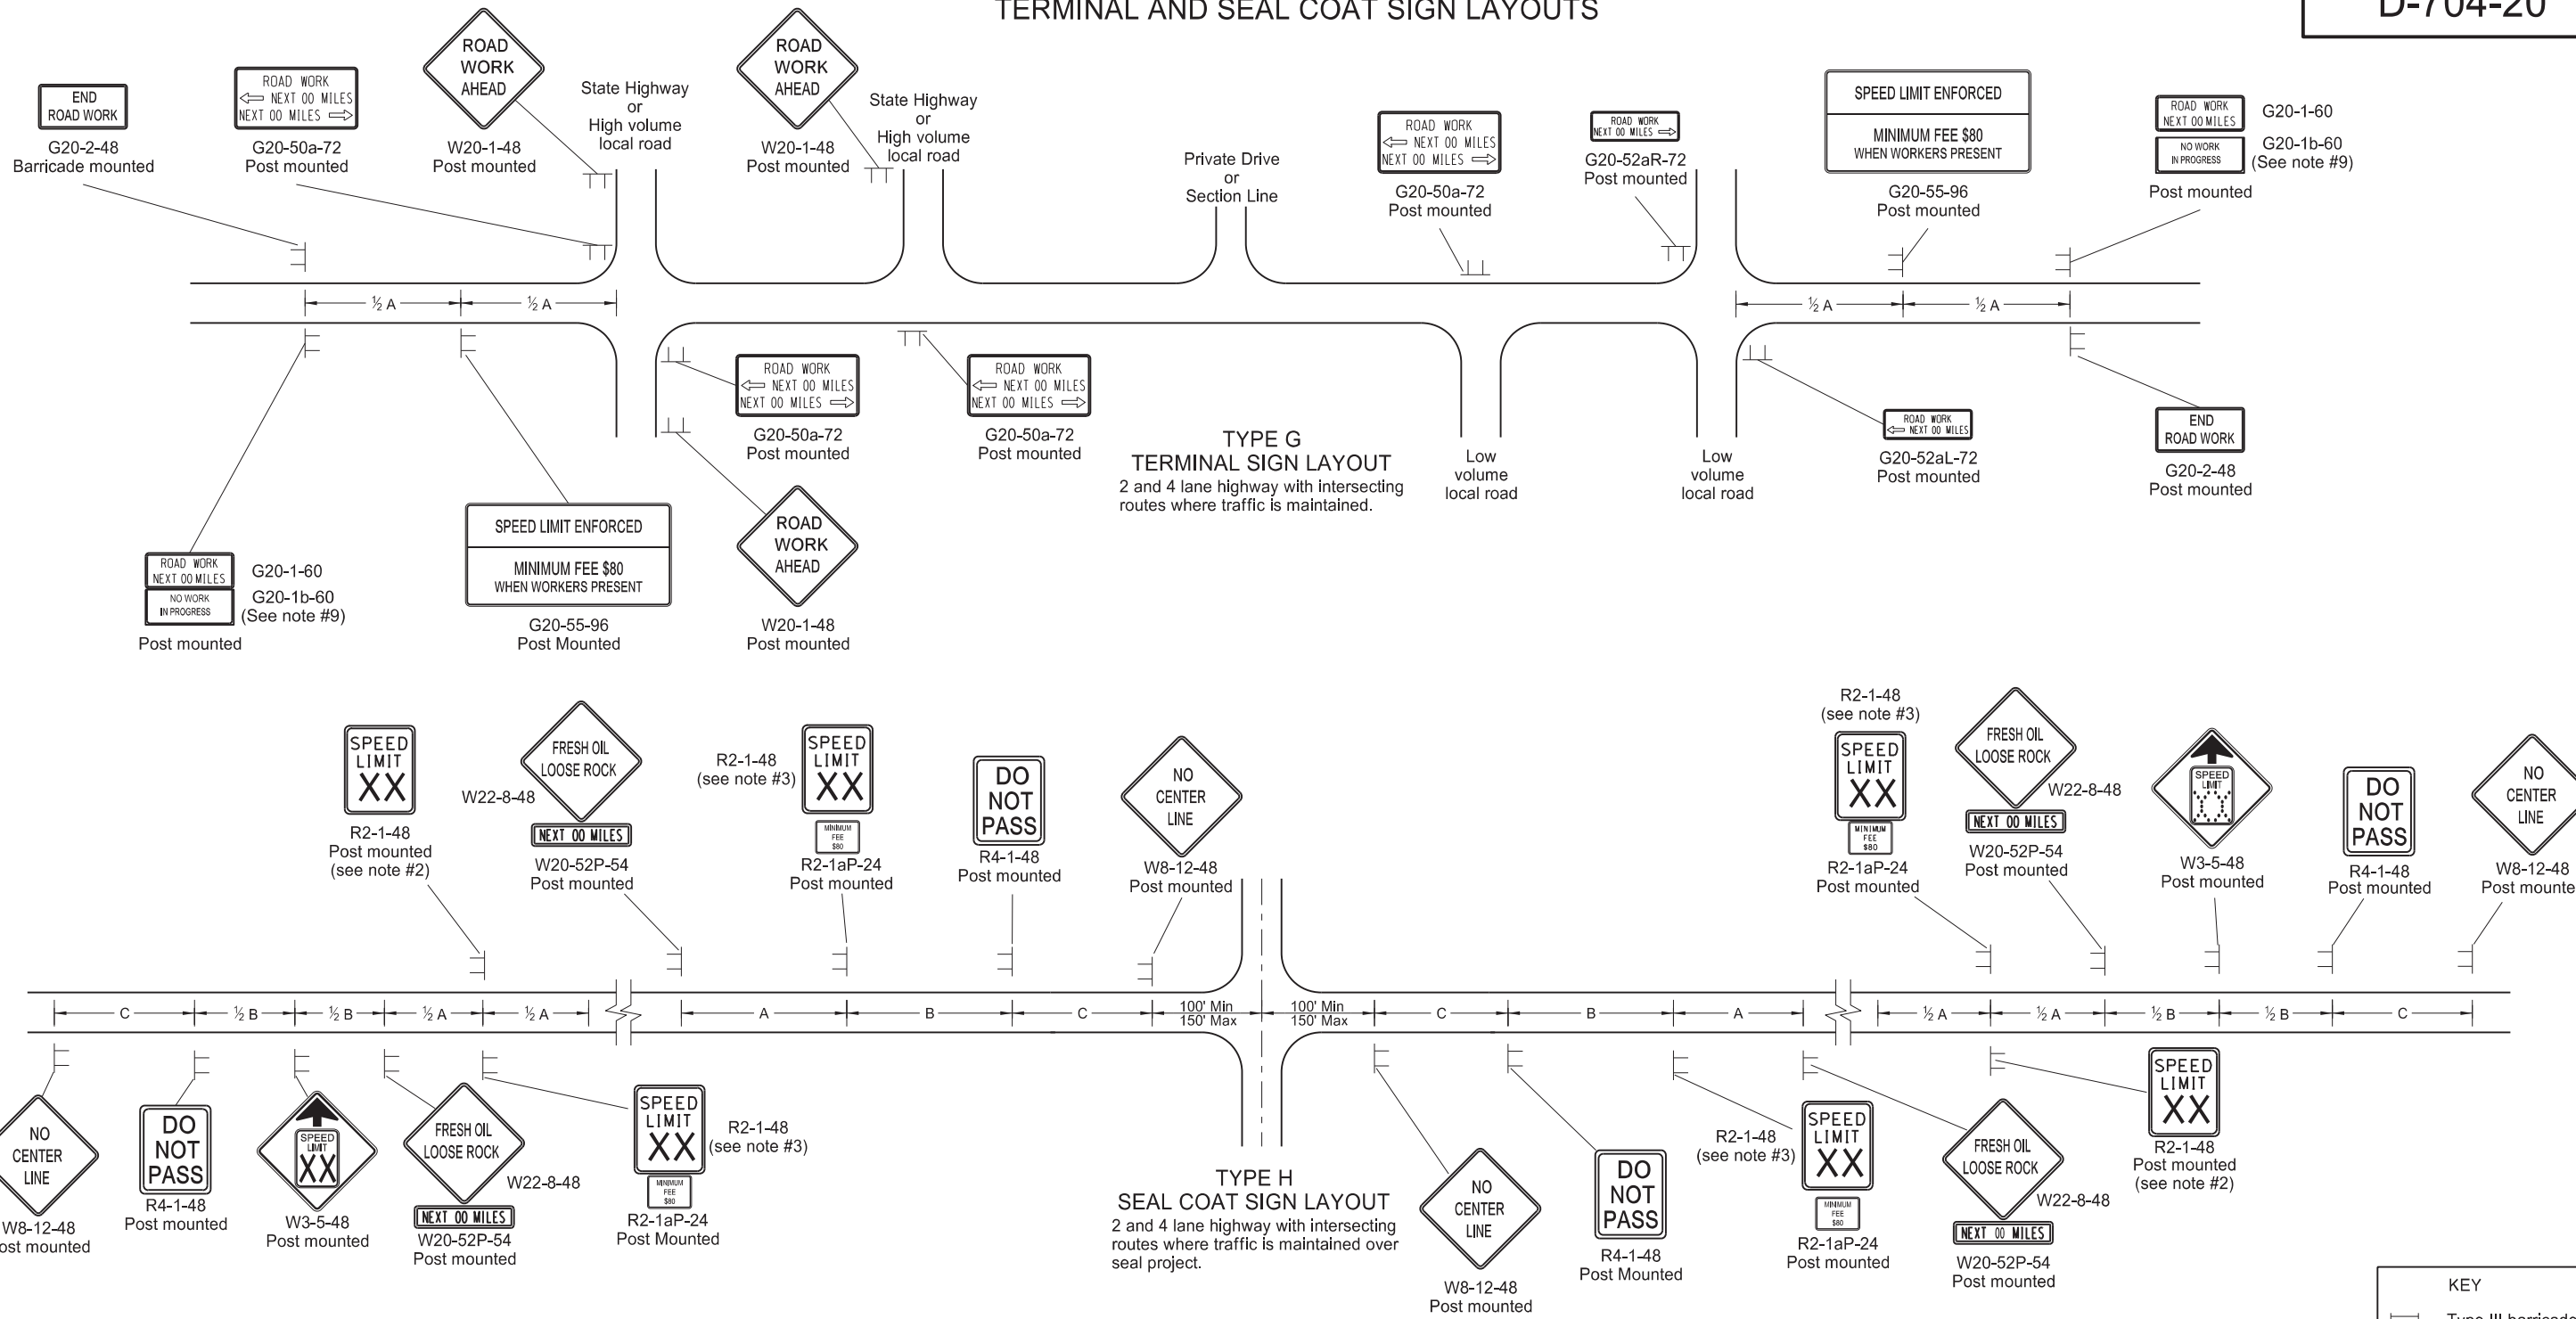 TERMINAL AND SEAL COAT SIGN LAYOUTS
D-704-20
END
ROAD WORK
G20-2-48
Barricade mounted
ROAD WORK
NEXT 00 MILES
NEXT 00 MILES
G20-50a-72
Post mounted
ROAD
WORK
AHEAD
W20-1-48
Post mounted
State Highway
or
High volume
local road
ROAD
WORK
AHEAD
W20-1-48
Post mounted
State Highway
or
High volume
local road
Private Drive
or
Section Line
ROAD WORK
NEXT 00 MILES
NEXT 00 MILES
G20-50a-72
Post mounted
ROAD WORK
NEXT 00 MILES
G20-52aR-72
Post mounted
SPEED LIMIT ENFORCED
MINIMUM FEE $80
WHEN WORKERS PRESENT
G20-55-96
Post mounted
ROAD WORK
NEXT 00 MILES
G20-1-60
NO WORK
IN PROGRESS
G20-1b-60
(See note #9)
Post mounted
½ A
½ A
½ A
½ A
ROAD WORK
NEXT 00 MILES
NEXT 00 MILES
G20-50a-72
Post mounted
ROAD WORK
NEXT 00 MILES
NEXT 00 MILES
G20-50a-72
Post mounted
TYPE G
TERMINAL SIGN LAYOUT
2 and 4 lane highway with intersecting
routes where traffic is maintained.
Low
volume
local road
Low
volume
local road
ROAD WORK
NEXT 00 MILES
G20-52aL-72
Post mounted
END
ROAD WORK
G20-2-48
Post mounted
ROAD WORK
NEXT 00 MILES
G20-1-60
NO WORK
IN PROGRESS
G20-1b-60
(See note #9)
Post mounted
SPEED LIMIT ENFORCED
MINIMUM FEE $80
WHEN WORKERS PRESENT
G20-55-96
Post Mounted
ROAD
WORK
AHEAD
W20-1-48
Post mounted
SPEED
LIMIT
XX
R2-1-48
Post mounted
(see note #2)
FRESH OIL
LOOSE ROCK
W22-8-48
NEXT 00 MILES
W20-52P-54
Post mounted
R2-1-48
(see note #3)
SPEED
LIMIT
XX
MINIMUM
FEE
$80
R2-1aP-24
Post mounted
DO
NOT
PASS
R4-1-48
Post mounted
NO
CENTER
LINE
W8-12-48
Post mounted
R2-1-48
(see note #3)
SPEED
LIMIT
XX
MINIMUM
FEE
$80
R2-1aP-24
Post mounted
FRESH OIL
LOOSE ROCK
W22-8-48
NEXT 00 MILES
W20-52P-54
Post mounted
SPEED
LIMIT
W3-5-48
Post mounted
DO
NOT
PASS
R4-1-48
Post mounted
NO
CENTER
LINE
W8-12-48
Post mounte
C
½ B
½ B
½ A
½ A
A
B
C
100' Min
150' Max
100' Min
150' Max
C
B
A
½ A
½ A
½ B
½ B
C
NO
CENTER
LINE
W8-12-48
ost mounted
DO
NOT
PASS
R4-1-48
Post mounted
SPEED
LIMIT
XX
W3-5-48
Post mounted
FRESH OIL
LOOSE ROCK
W22-8-48
NEXT 00 MILES
W20-52P-54
Post mounted
SPEED
LIMIT
XX
R2-1-48
(see note #3)
MINIMUM
FEE
$80
R2-1aP-24
Post Mounted
TYPE H
SEAL COAT SIGN LAYOUT
2 and 4 lane highway with intersecting
routes where traffic is maintained over
seal project.
NO
CENTER
LINE
W8-12-48
Post mounted
DO
NOT
PASS
R4-1-48
Post Mounted
R2-1-48
(see note #3)
SPEED
LIMIT
XX
MINIMUM
FEE
$80
R2-1aP-24
Post mounted
FRESH OIL
LOOSE ROCK
W22-8-48
NEXT 00 MILES
W20-52P-54
Post mounted
SPEED
LIMIT
XX
R2-1-48
Post mounted
(see note #2)
KEY
Type III barricade